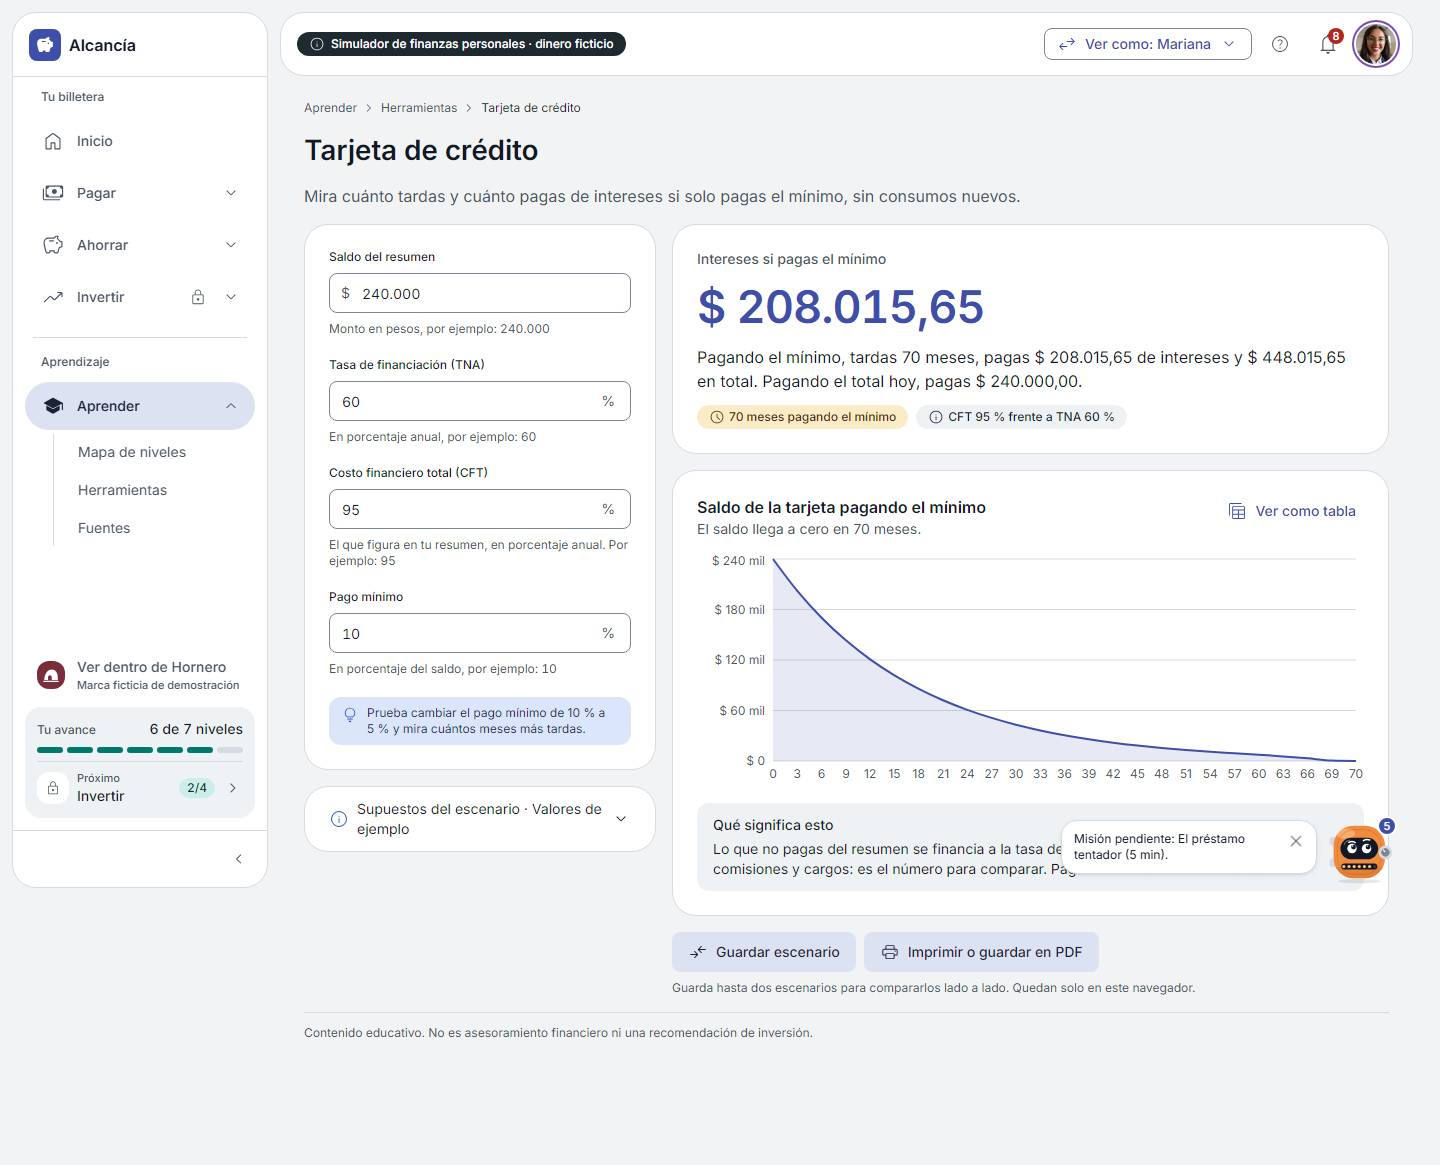 Alcancía
Simulador de finanzas personales · dinero ficticio
Ver como: Mariana
8
Tu billetera
Inicio
Pagar
Ahorrar
Invertir
Aprendizaje
Aprender
Mapa de niveles
Herramientas
Fuentes
Ver dentro de Hornero
Marca ficticia de demostración
Tu avance
6 de 7 niveles
Próximo
Invertir
2/4
Aprender > Herramientas > Tarjeta de crédito
Tarjeta de crédito
Mira cuánto tardas y cuánto pagas de intereses si solo pagas el mínimo, sin consumos nuevos.
Saldo del resumen
$ 240.000
Monto en pesos, por ejemplo: 240.000
Tasa de financiación (TNA)
60 %
En porcentaje anual, por ejemplo: 60
Costo financiero total (CFT)
95 %
El que figura en tu resumen, en porcentaje anual. Por
ejemplo: 95
Pago mínimo
10 %
En porcentaje del saldo, por ejemplo: 10
Prueba cambiar el pago mínimo de 10 % a
5 % y mira cuántos meses más tardas.
Supuestos del escenario · Valores de
ejemplo
Intereses si pagas el mínimo
$ 208.015,65
Pagando el mínimo, tardas 70 meses, pagas $ 208.015,65 de intereses y $ 448.015,65
en total. Pagando el total hoy, pagas $ 240.000,00.
70 meses pagando el mínimo
CFT 95 % frente a TNA 60 %
Saldo de la tarjeta pagando el mínimo
El saldo llega a cero en 70 meses.
Ver como tabla
$ 240 mil
$ 180 mil
$ 120 mil
$ 60 mil
$ 0
0 3 6 9 12 15 18 21 24 27 30 33 36 39 42 45 48 51 54 57 60 63 66 69 70
Qué significa esto
Lo que no pagas del resumen se financia a la tasa de
comisiones y cargos: es el número para comparar.
Misión pendiente: El préstamo
tentador (5 min).
5
Guardar escenario
Imprimir o guardar en PDF
Guarda hasta dos escenarios para compararlos lado a lado. Quedan solo en este navegador.
Contenido educativo. No es asesoramiento financiero ni una recomendación de inversión.